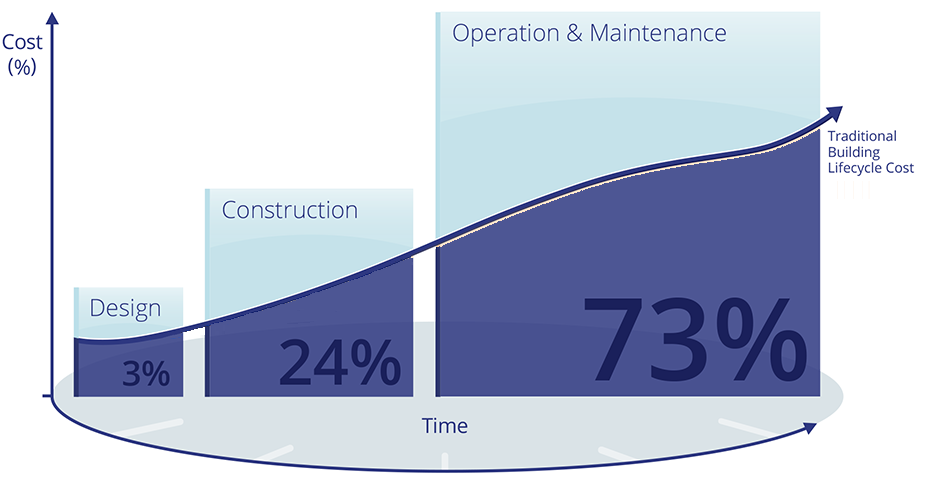 Cost
(%)
Operation & Maintenance
Traditional
Building
Lifecycle Cost
Construction
Design
3%
24%
73%
Time